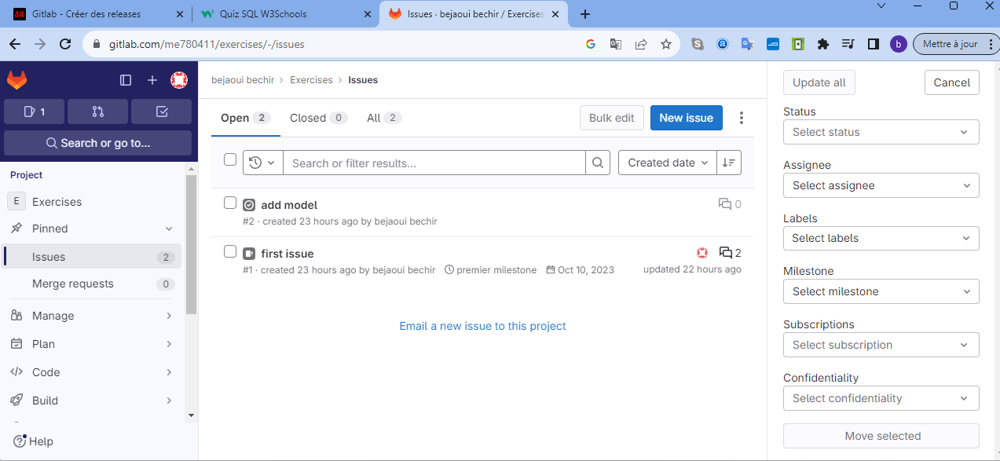 Gitlab - Créer des releases
Quiz SQL W3Schools
Issues · bejaoui bechir / Exercises
gitlab.com/me780411/exercises/-/issues
Mettre à jour
1
Search or go to...
Project
E Exercises
Pinned
Issues 2
Merge requests 0
Manage
Plan
Code
Build
Help
bejaoui bechir › Exercises › Issues
Open 2 Closed 0 All 2
Bulk edit
New issue
Search or filter results...
Created date
add model
0
#2 · created 23 hours ago by bejaoui bechir
first issue
2
#1 · created 23 hours ago by bejaoui bechir premier milestone Oct 10, 2023
updated 22 hours ago
Email a new issue to this project
Update all
Cancel
Status
Select status
Assignee
Select assignee
Labels
Select labels
Milestone
Select milestone
Subscriptions
Select subscription
Confidentiality
Select confidentiality
Move selected